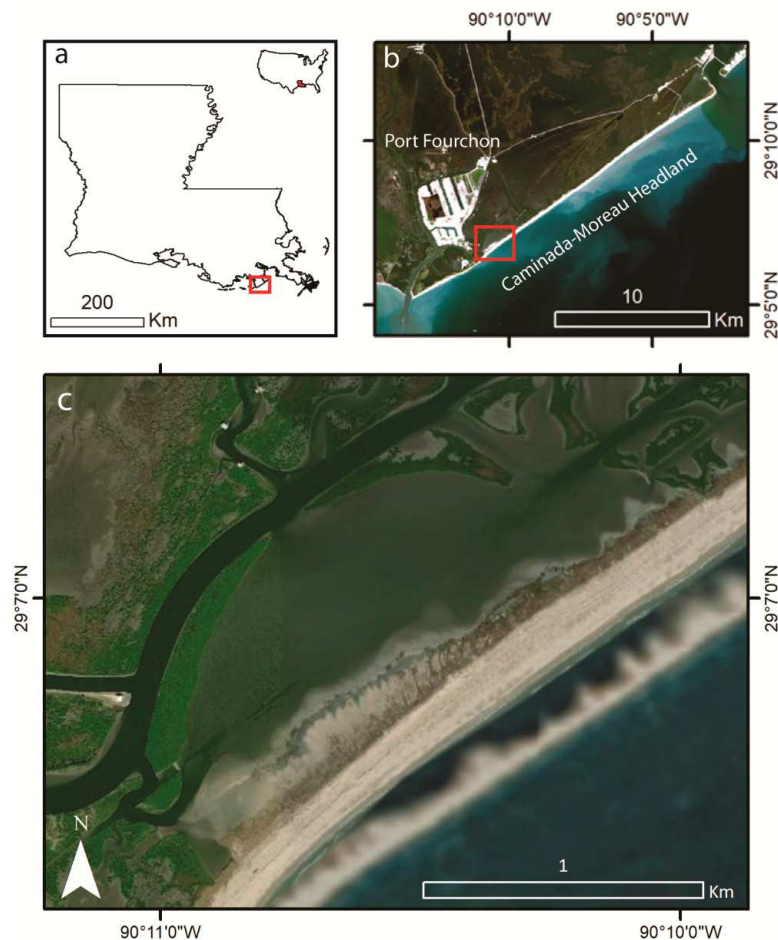 90°10'0"W
90°5'0"W
a
200
Km
b
Port Fourchon
Caminada-Moreau Headland
10
Km
29°10'0"N
29°5'0"N
c
29°7'0"N
29°7'0"N
N
1
Km
90°11'0"W
90°10'0"W